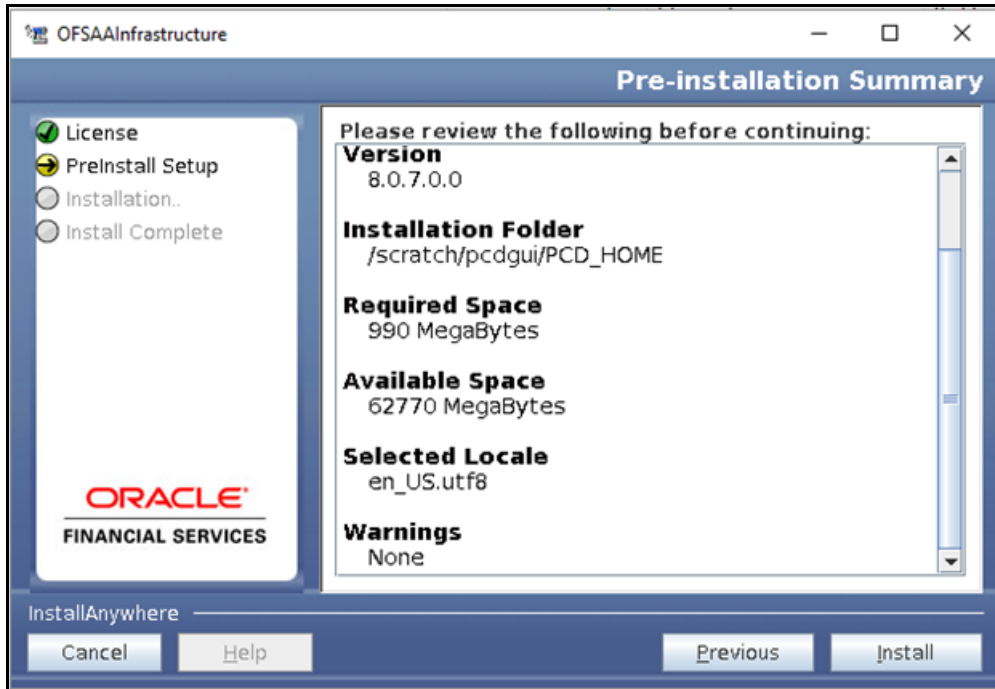 OFSAAInfrastructure
Pre-installation Summary
License
PreInstall Setup
Installation..
Install Complete
ORACLE
FINANCIAL SERVICES
Please review the following before continuing:
Version
8.0.7.0.0
Installation Folder
/scratch/pcdgui/PCD_HOME
Required Space
990 MegaBytes
Available Space
62770 MegaBytes
Selected Locale
en_US.utf8
Warnings
None
InstallAnywhere
Cancel
Help
Previous
Install